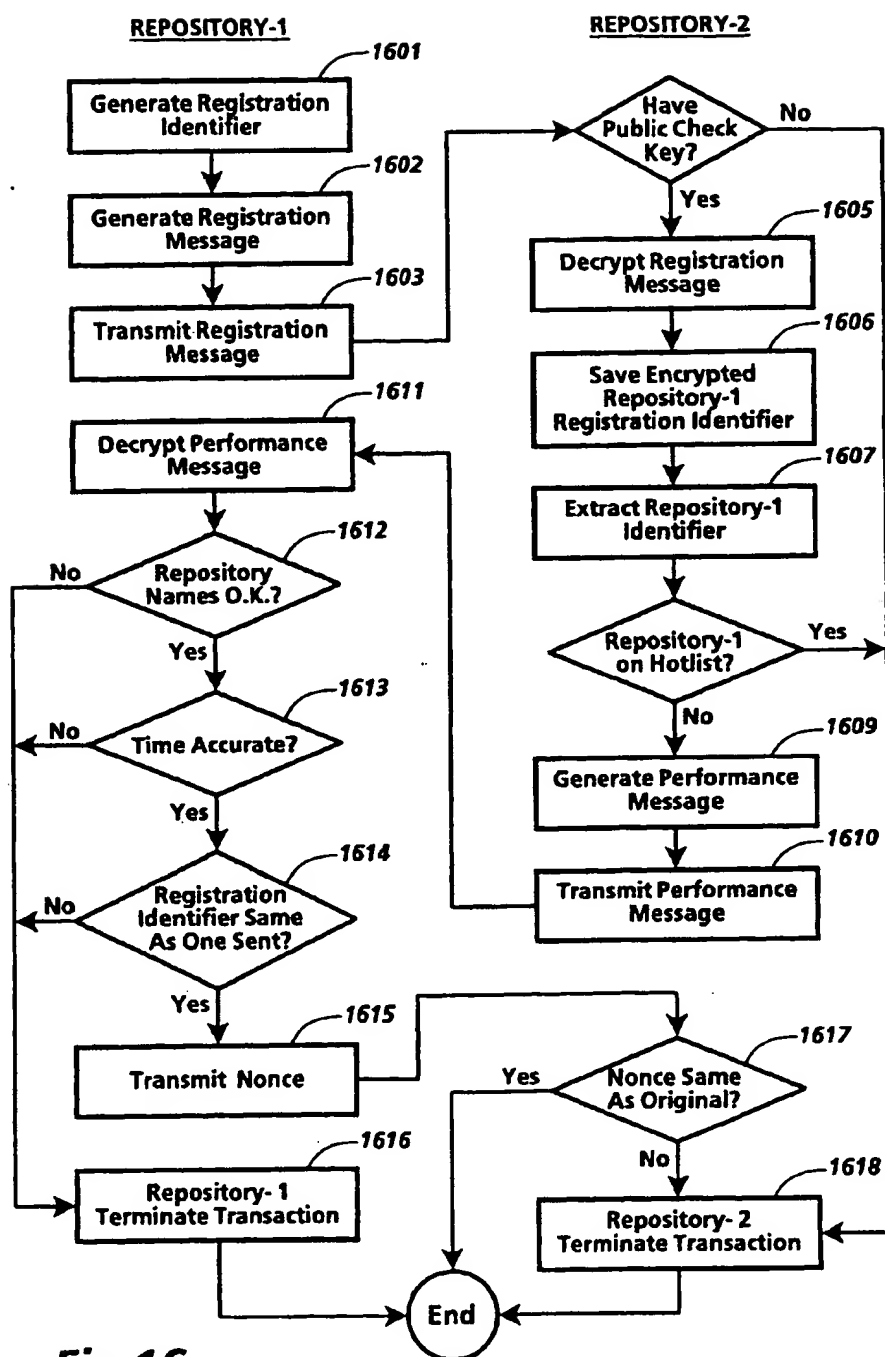 REPOSITORY-1
1601
Generate Registration
Identifier
1602
Generate Registration
Message
1603
Transmit Registration
Message
1611
Decrypt Performance
Message
1612
Repository
Names O.K.?
No
Yes
1613
Time Accurate?
No
Yes
1614
Registration
Identifier Same
As One Sent?
No
Yes
1615
Transmit Nonce
1616
Repository-1
Terminate Transaction
REPOSITORY-2
Have
Public Check
Key?
No
Yes
1605
Decrypt Registration
Message
1606
Save Encrypted
Repository-1
Registration Identifier
1607
Extract Repository-1
Identifier
Repository-1
on Hotlist?
Yes
No
1609
Generate Performance
Message
1610
Transmit Performance
Message
1617
Nonce Same
As Original?
Yes
No
1618
Repository-2
Terminate Transaction
End